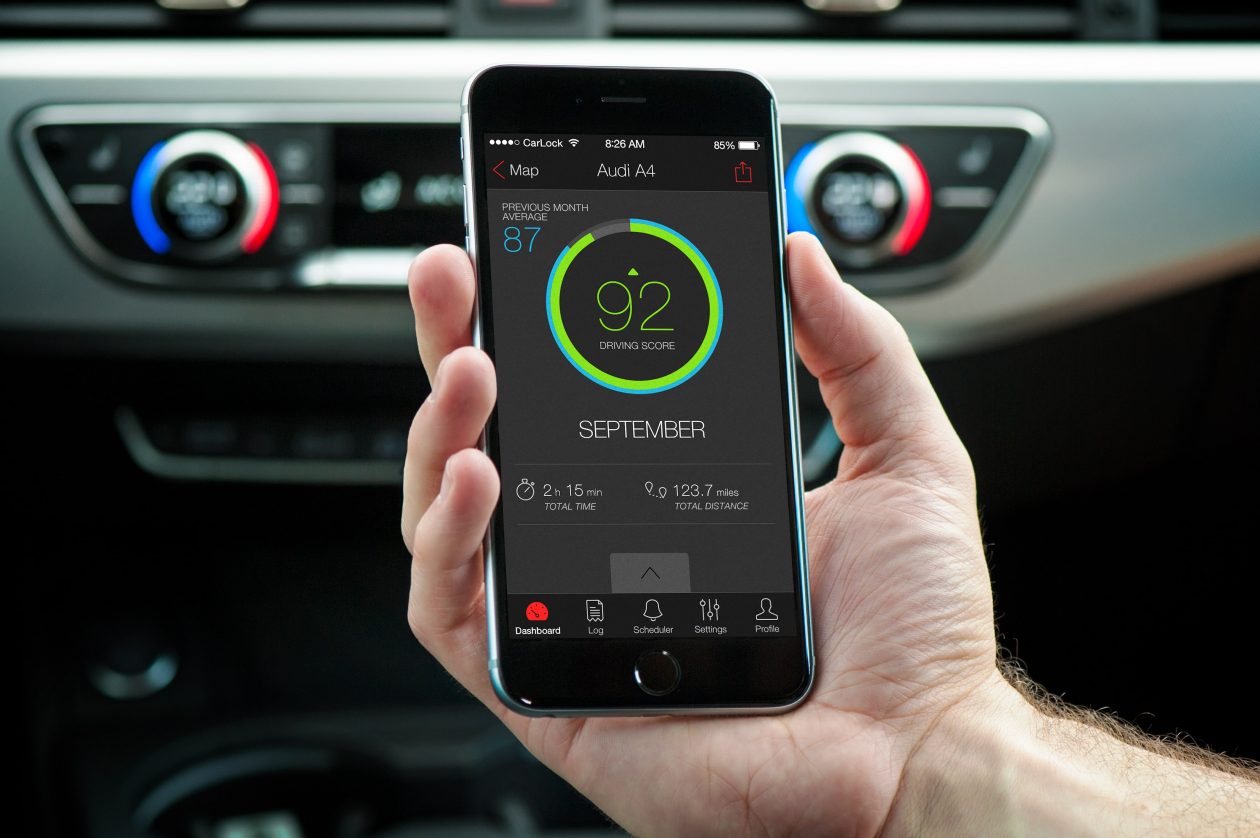 CarLock 8:26 AM 85%
Map Audi A4
PREVIOUS MONTH
AVERAGE
87
92
DRIVING SCORE
SEPTEMBER
2 h 15 min 123.7 miles
TOTAL TIME TOTAL DISTANCE
Dashboard Log Scheduler Settings Profile